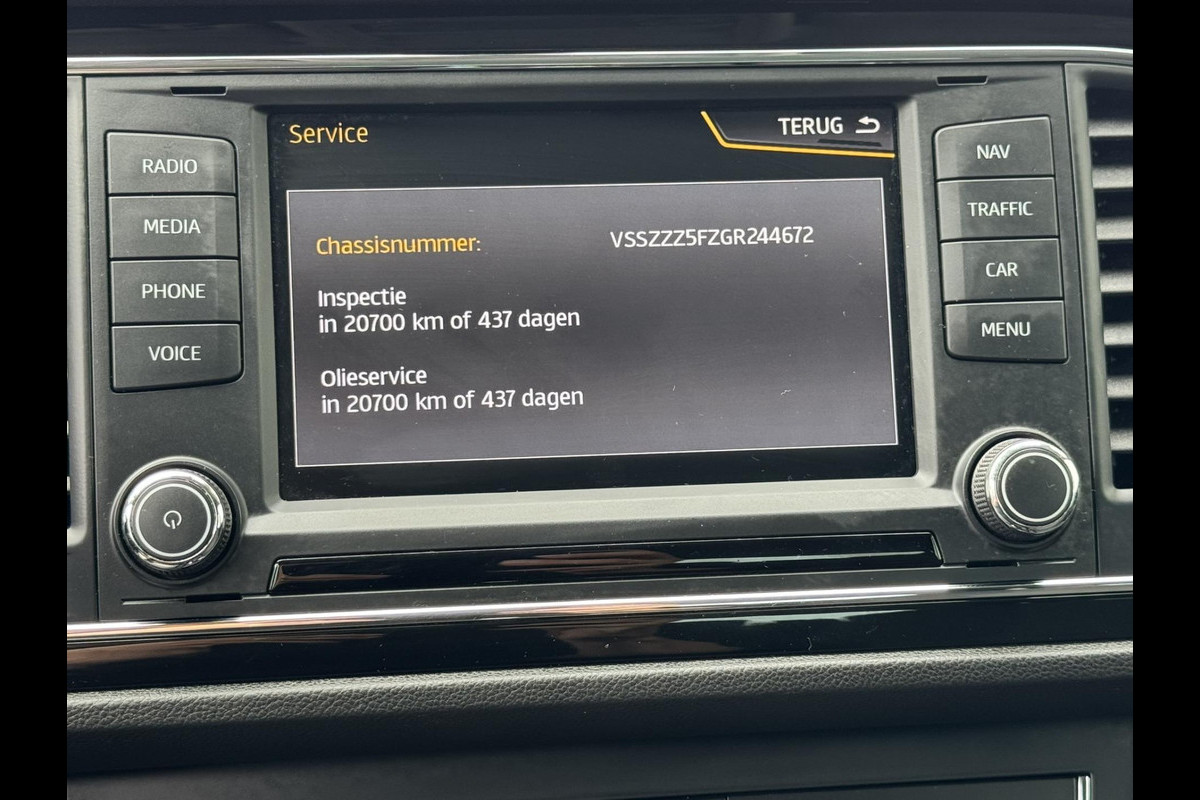 Service
TERUG
RADIO
MEDIA
PHONE
VOICE
Chassisnummer: VSSZZZ5FZGR244672
Inspectie
in 20700 km of 437 dagen
Olieservice
in 20700 km of 437 dagen
NAV
TRAFFIC
CAR
MENU